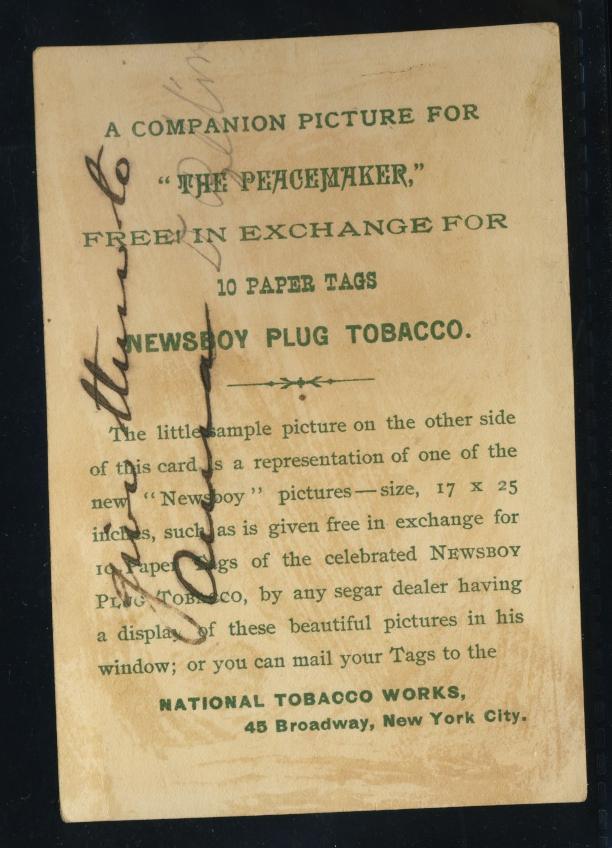 A COMPANION PICTURE FOR
"THE PEACEMAKER,"
FREE! IN EXCHANGE FOR
10 PAPER TAGS
NEWSBOY PLUG TOBACCO.
The little sample picture on the other side
of this card is a representation of one of the
new "Newsboy" pictures—size, 17 x 25
inches, such as is given free in exchange for
10 Paper Tags of the celebrated NEWSBOY
PLUG TOBACCO, by any segar dealer having
a display of these beautiful pictures in his
window; or you can mail your Tags to the
NATIONAL TOBACCO WORKS,
45 Broadway, New York City.
give this to
Anna